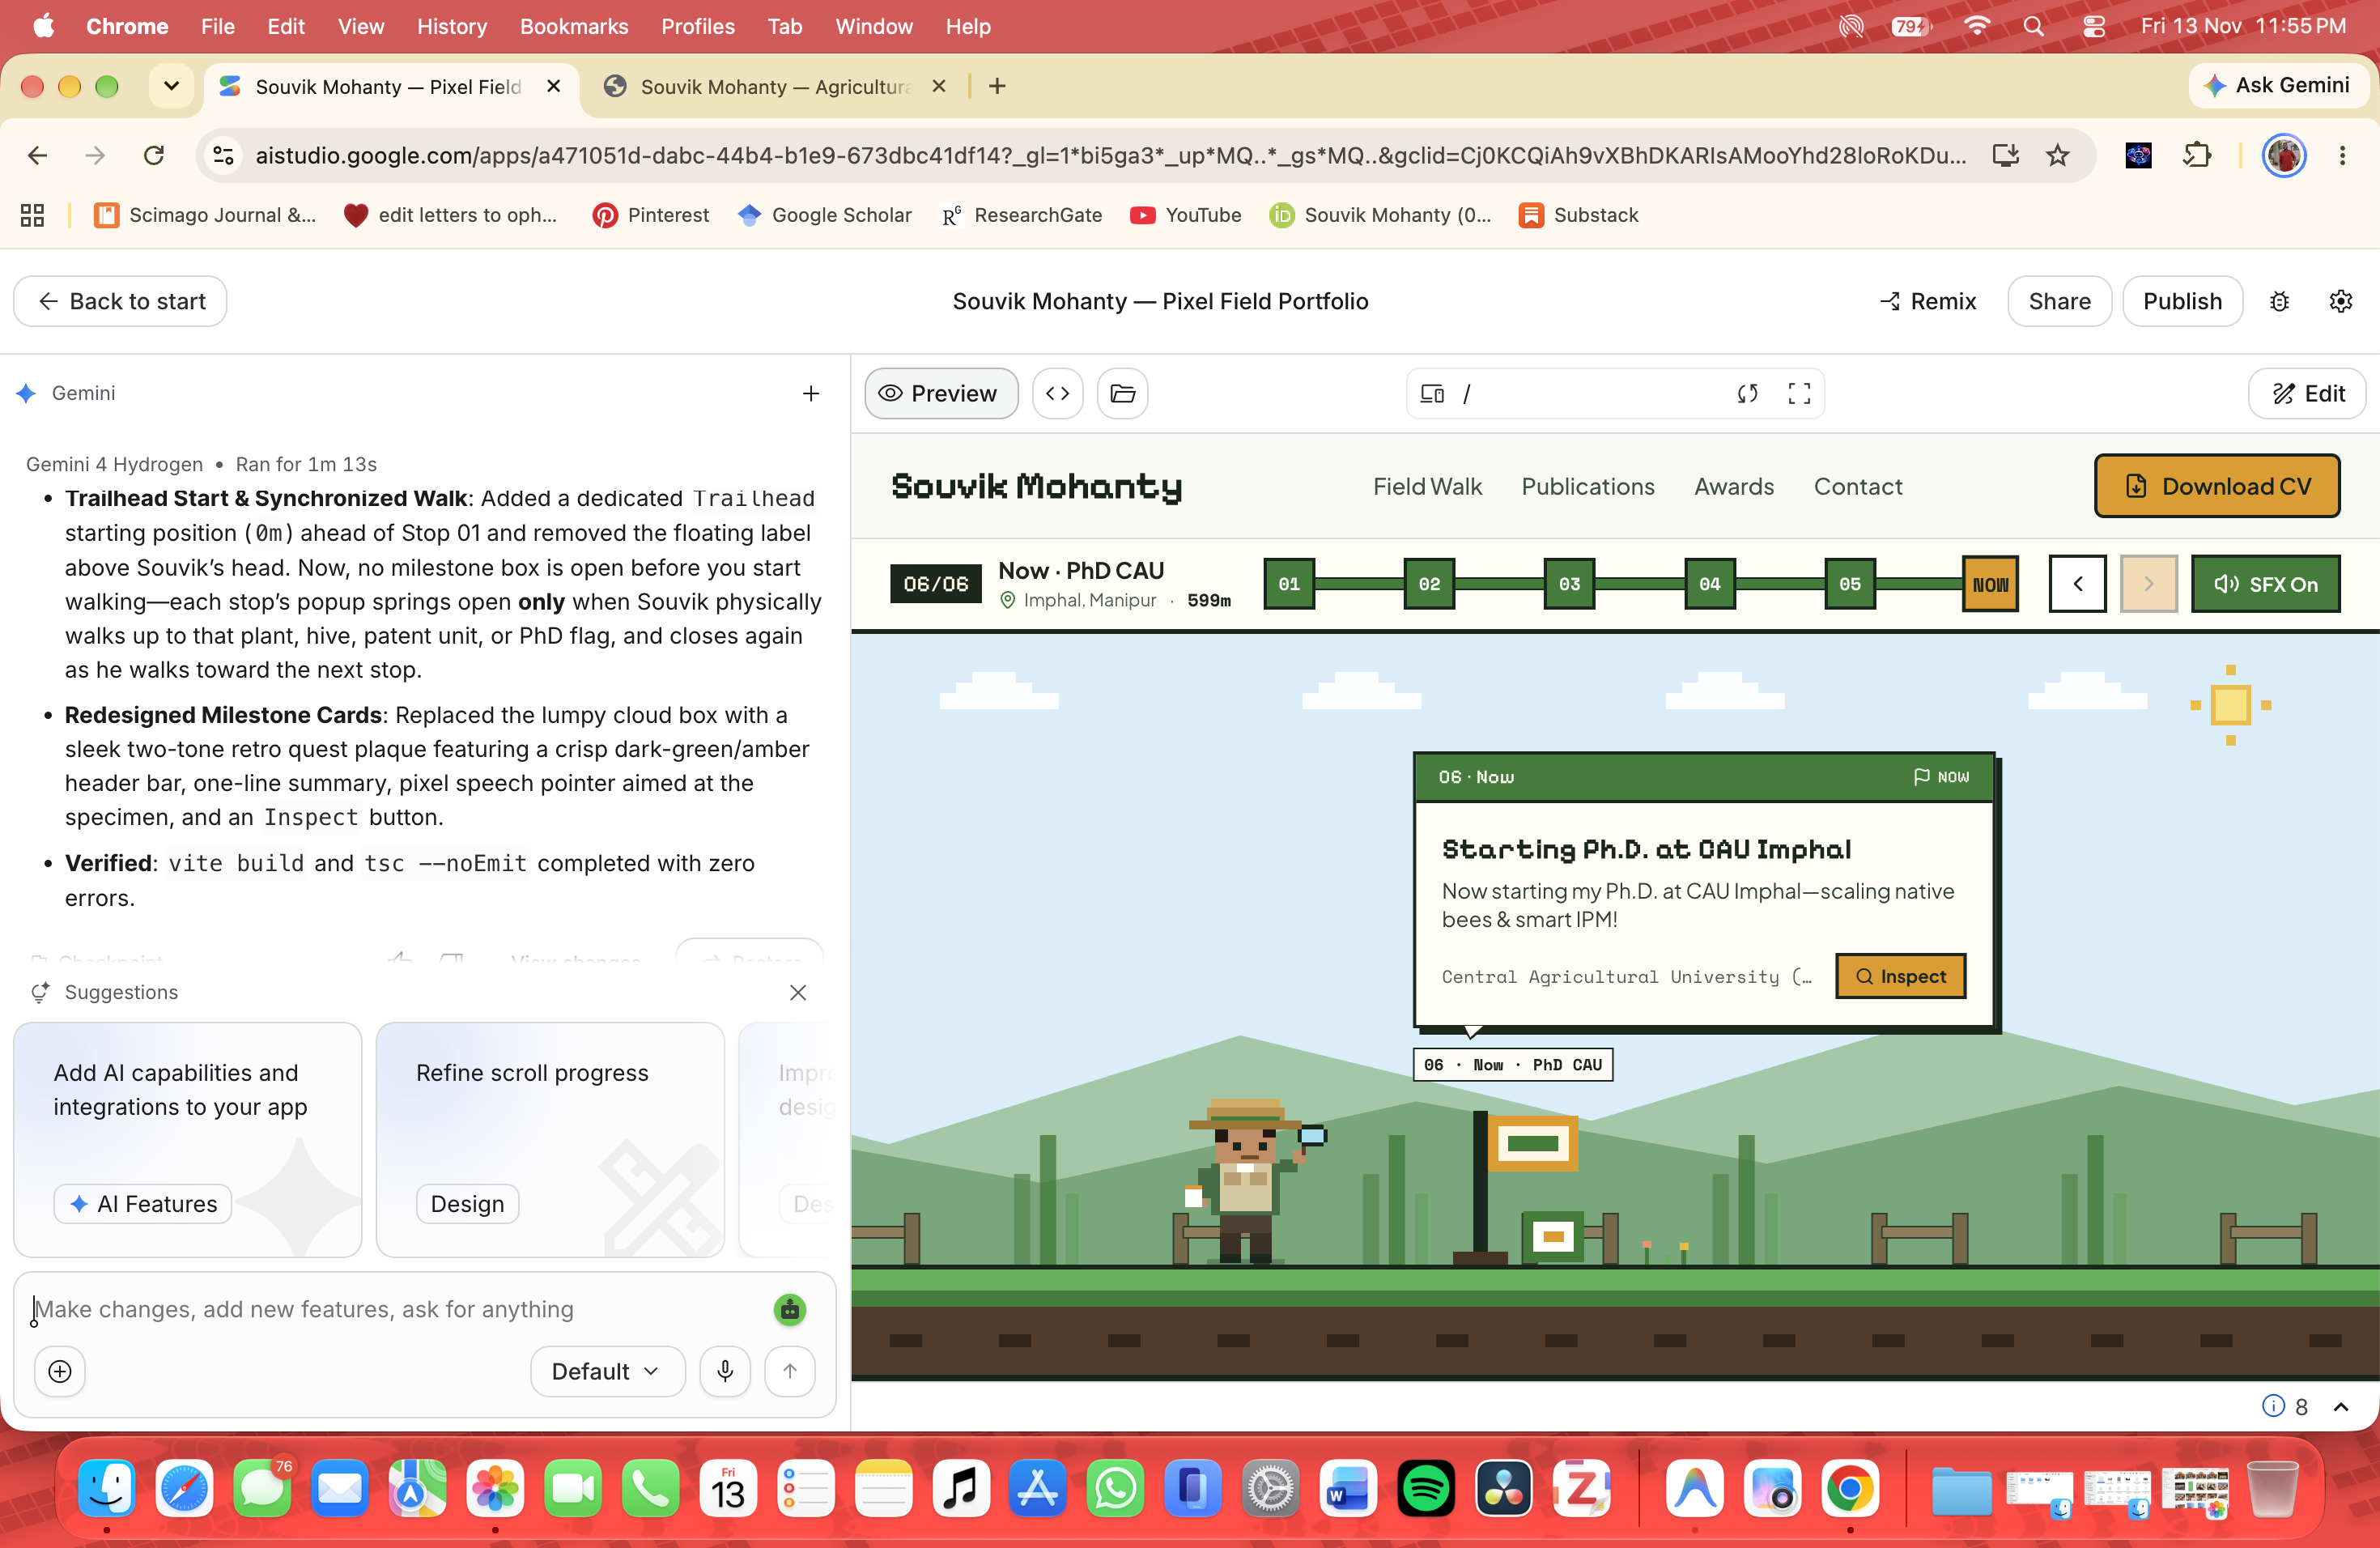 Chrome File Edit View History Bookmarks Profiles Tab Window Help
79
Fri 13 Nov 11:55 PM
Souvik Mohanty — Pixel Field
Souvik Mohanty — Agricultura
Ask Gemini
aistudio.google.com/apps/a471051d-dabc-44b4-b1e9-673dbc41df14?_gl=1*bi5ga3*_up*MQ..*_gs*MQ..&gclid=Cj0KCQiAh9vXBhDKARIsAMooYhd28loRoKDu...
Scimago Journal &...
edit letters to oph...
Pinterest
Google Scholar
ResearchGate
YouTube
Souvik Mohanty (0...
Substack
Back to start
Souvik Mohanty — Pixel Field Portfolio
Remix
Share
Publish
Gemini
Gemini 4 Hydrogen • Ran for 1m 13s
• Trailhead Start & Synchronized Walk: Added a dedicated Trailhead
starting position (0m) ahead of Stop 01 and removed the floating label
above Souvik's head. Now, no milestone box is open before you start
walking—each stop's popup springs open only when Souvik physically
walks up to that plant, hive, patent unit, or PhD flag, and closes again
as he walks toward the next stop.
• Redesigned Milestone Cards: Replaced the lumpy cloud box with a
sleek two-tone retro quest plaque featuring a crisp dark-green/amber
header bar, one-line summary, pixel speech pointer aimed at the
specimen, and an Inspect button.
• Verified: vite build and tsc --noEmit completed with zero
errors.
Checkpoint
View changes
Restore
Suggestions
Add AI capabilities and
integrations to your app
AI Features
Refine scroll progress
Design
Impr
desig
Des
Make changes, add new features, ask for anything
Default
Preview
/
Edit
Souvik Mohanty
Field Walk
Publications
Awards
Contact
Download CV
06/06
Now · PhD CAU
Imphal, Manipur · 599m
01
02
03
04
05
NOW
SFX On
06 · Now
NOW
Starting Ph.D. at CAU Imphal
Now starting my Ph.D. at CAU Imphal—scaling native
bees & smart IPM!
Central Agricultural University (…
Inspect
06 · Now · PhD CAU
8
76
Fri
13